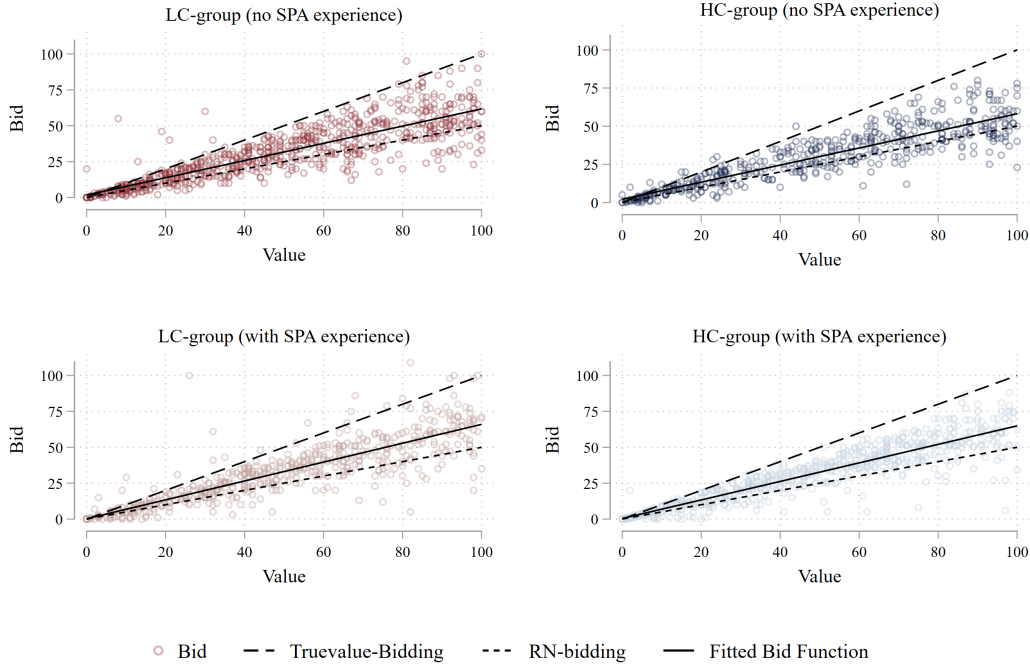 LC-group (no SPA experience)
100
75
50
25
0
Bid
0 20 40 60 80 100
Value
HC-group (no SPA experience)
100
75
50
25
0
Bid
0 20 40 60 80 100
Value
LC-group (with SPA experience)
100
75
50
25
0
Bid
0 20 40 60 80 100
Value
HC-group (with SPA experience)
100
75
50
25
0
Bid
0 20 40 60 80 100
Value
Bid Truevalue-Bidding RN-bidding Fitted Bid Function